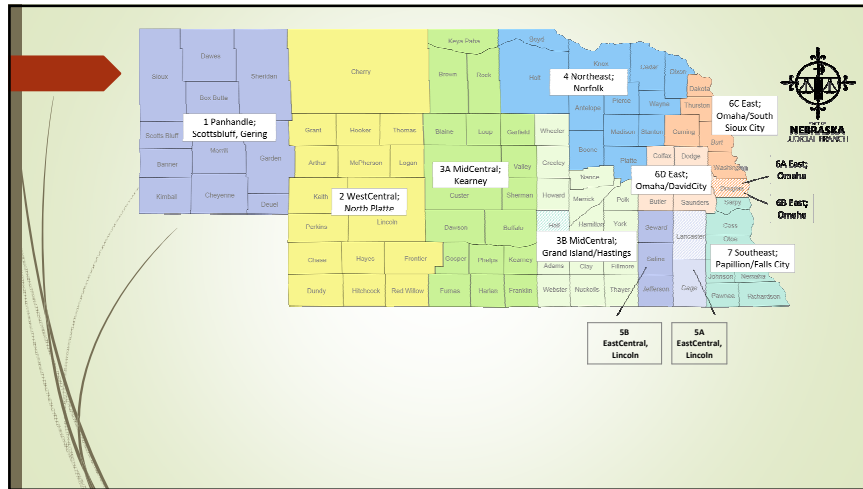 Keya Paha
Boyd
Sioux
Dawes
Sheridan
Cherry
Brown
Rock
Holt
Knox
Cedar
Dixon
Dakota
4 Northeast;
Norfolk
Box Butte
Antelope
Pierce
Wayne
Thurston
6C East;
Omaha/South
Sioux City
1 Panhandle;
Scottsbluff, Gering
Scotts Bluff
Morrill
Garden
Banner
Kimball
Cheyenne
Deuel
Grant
Hooker
Thomas
Blaine
Loup
Garfield
Wheeler
Madison
Stanton
Cuming
Burt
Arthur
McPherson
Logan
3A MidCentral;
Kearney
Valley
Greeley
Boone
Platte
Colfax
Dodge
Washington
Nance
6D East;
Omaha/DavidCity
Douglas
6A East;
Omaha
6B East;
Omaha
Keith
2 WestCentral;
North Platte
Lincoln
Custer
Sherman
Howard
Merrick
Polk
Butler
Saunders
Sarpy
Perkins
Dawson
Buffalo
Hall
Hamilton
York
Seward
Lancaster
Cass
Otoe
3B MidCentral;
Grand Island/Hastings
7 Southeast;
Papillion/Falls City
Chase
Hayes
Frontier
Gosper
Phelps
Kearney
Adams
Clay
Fillmore
Saline
Johnson
Nemaha
Dundy
Hitchcock
Red Willow
Furnas
Harlan
Franklin
Webster
Nuckolls
Thayer
Jefferson
Gage
Pawnee
Richardson
5B
EastCentral,
Lincoln
5A
EastCentral,
Lincoln
NEBRASKA
JUDICIAL BRANCH